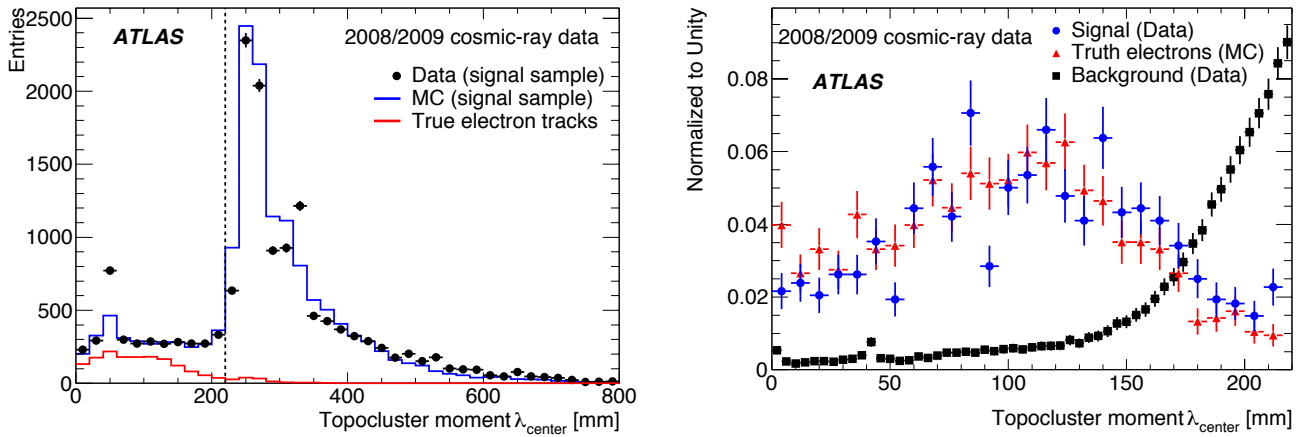 Entries
2500
2000
1500
1000
500
0
ATLAS
2008/2009 cosmic-ray data
Data (signal sample)
MC (signal sample)
True electron tracks
0 200 400 600 800
Topocluster moment λcenter [mm]
Normalized to Unity
0.08
0.06
0.04
0.02
0
2008/2009 cosmic-ray data
ATLAS
Signal (Data)
Truth electrons (MC)
Background (Data)
0 50 100 150 200
Topocluster moment λcenter [mm]